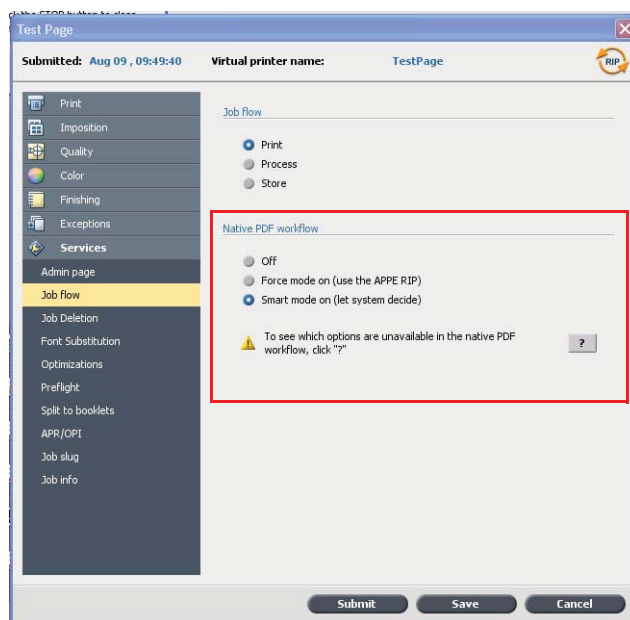 Test Page
Submitted: Aug 09 , 09:49:40 Virtual printer name: TestPage RIP
Print
Imposition
Quality
Color
Finishing
Exceptions
Services
Admin page
Job flow
Job Deletion
Font Substitution
Optimizations
Preflight
Split to booklets
APR/OPI
Job slug
Job info
Job flow
Print
Process
Store
Native PDF workflow
Off
Force mode on (use the APPE RIP)
Smart mode on (let system decide)
To see which options are unavailable in the native PDF
workflow, click "?"
?
Submit Save Cancel